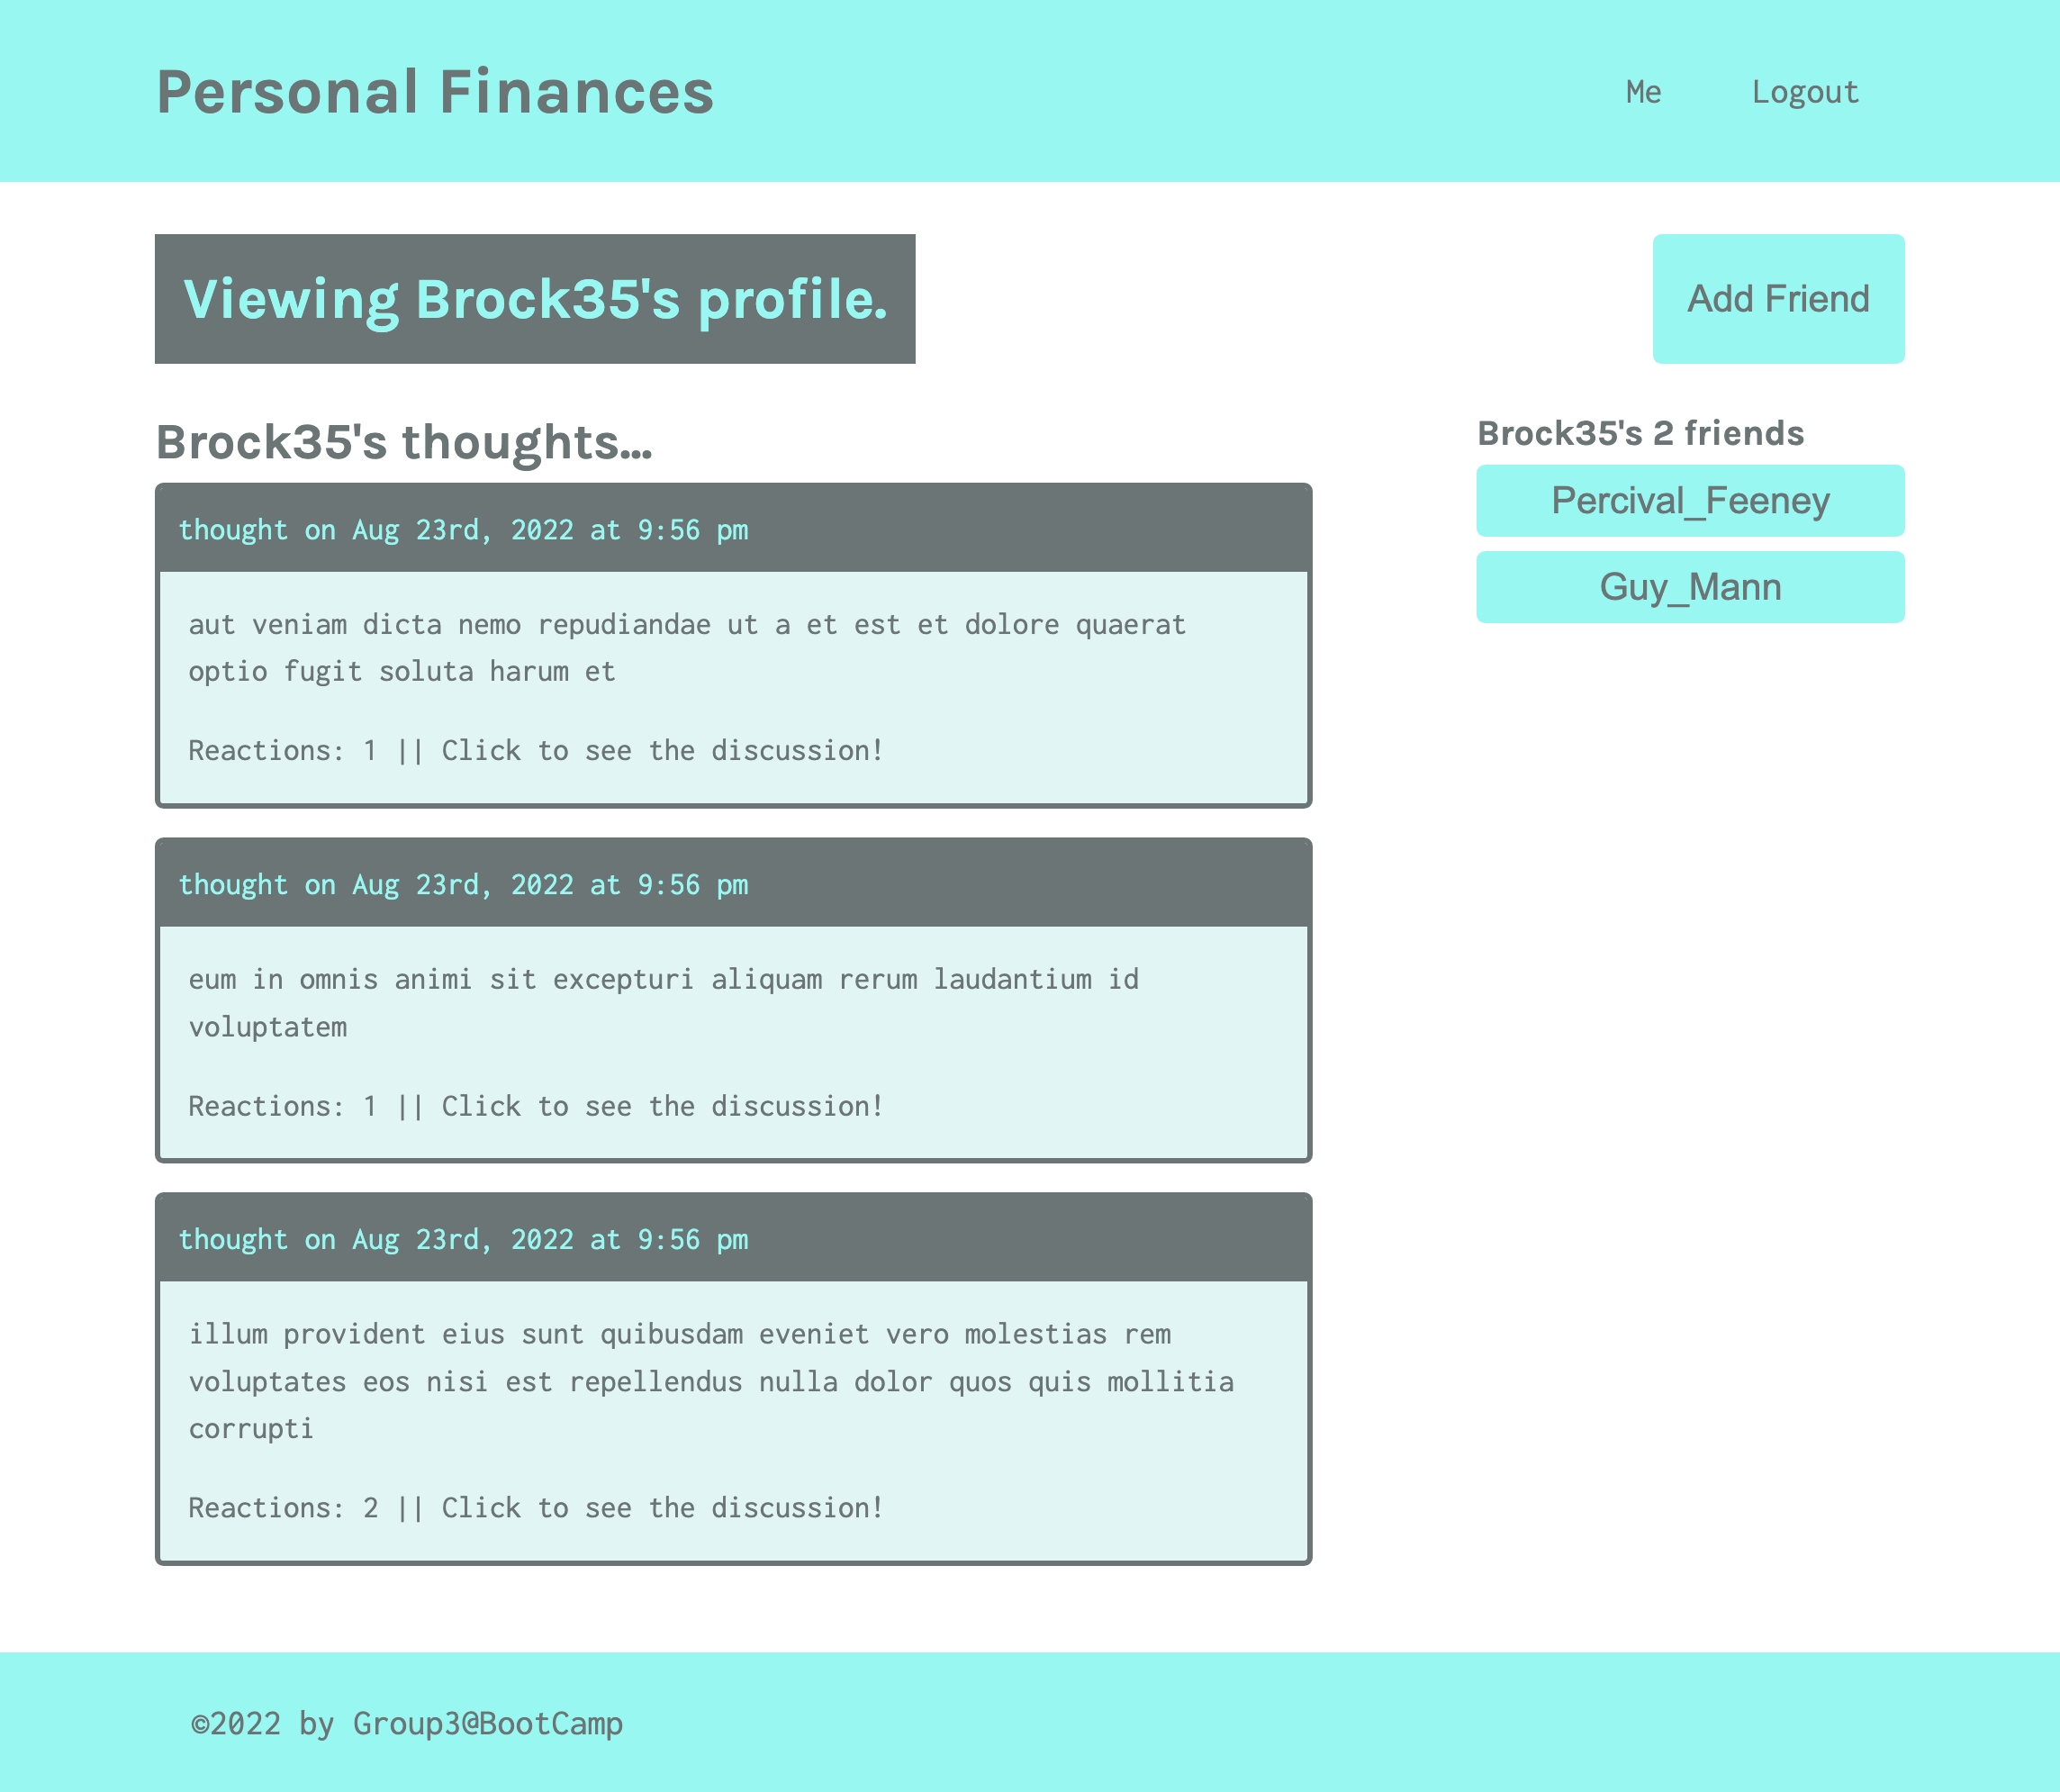 Personal Finances
Me
Logout
Viewing Brock35's profile.
Add Friend
Brock35's thoughts...
thought on Aug 23rd, 2022 at 9:56 pm
aut veniam dicta nemo repudiandae ut a et est et dolore quaerat
optio fugit soluta harum et
Reactions: 1 || Click to see the discussion!
thought on Aug 23rd, 2022 at 9:56 pm
eum in omnis animi sit excepturi aliquam rerum laudantium id
voluptatem
Reactions: 1 || Click to see the discussion!
thought on Aug 23rd, 2022 at 9:56 pm
illum provident eius sunt quibusdam eveniet vero molestias rem
voluptates eos nisi est repellendus nulla dolor quos quis mollitia
corrupti
Reactions: 2 || Click to see the discussion!
Brock35's 2 friends
Percival_Feeney
Guy_Mann
©2022 by Group3@BootCamp